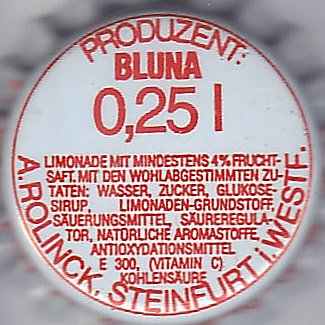 PRODUZENT:
BLUNA
0,25 l
LIMONADE MIT MINDESTENS 4% FRUCHT-
SAFT. MIT DEN WOHLABGESTIMMTEN ZU-
TATEN: WASSER, ZUCKER, GLUKOSE-
SIRUP, LIMONADEN-GRUNDSTOFF,
SÄUERUNGSMITTEL, SÄUREREGULA-
TOR, NATÜRLICHE AROMASTOFFE,
ANTIOXYDATIONSMITTEL
E 300, (VITAMIN C)
KOHLENSÄURE
A.ROLINCK, STEINFURT i. WESTF.